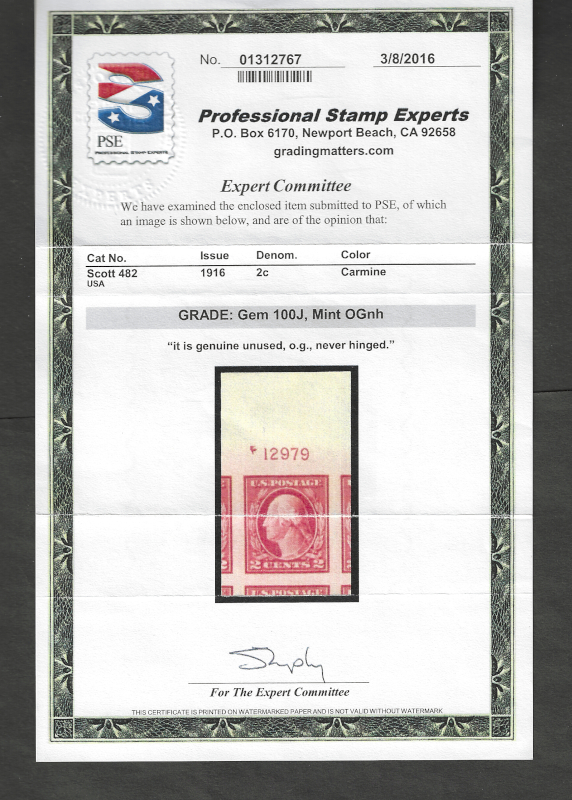 No. 01312767 3/8/2016
PSE
PROFESSIONAL STAMP EXPERTS
Professional Stamp Experts
P.O. Box 6170, Newport Beach, CA 92658
gradingmatters.com
Expert Committee
We have examined the enclosed item submitted to PSE, of which
an image is shown below, and are of the opinion that:
Cat No. Issue Denom. Color
Scott 482 1916 2c Carmine
USA
GRADE: Gem 100J, Mint OGnh
“it is genuine unused, o.g., never hinged.”
F 12979
U.S. POSTAGE
2 CENTS 2
U.S. POSTAGE
For The Expert Committee
THIS CERTIFICATE IS PRINTED ON WATERMARKED PAPER AND IS NOT VALID WITHOUT WATERMARK